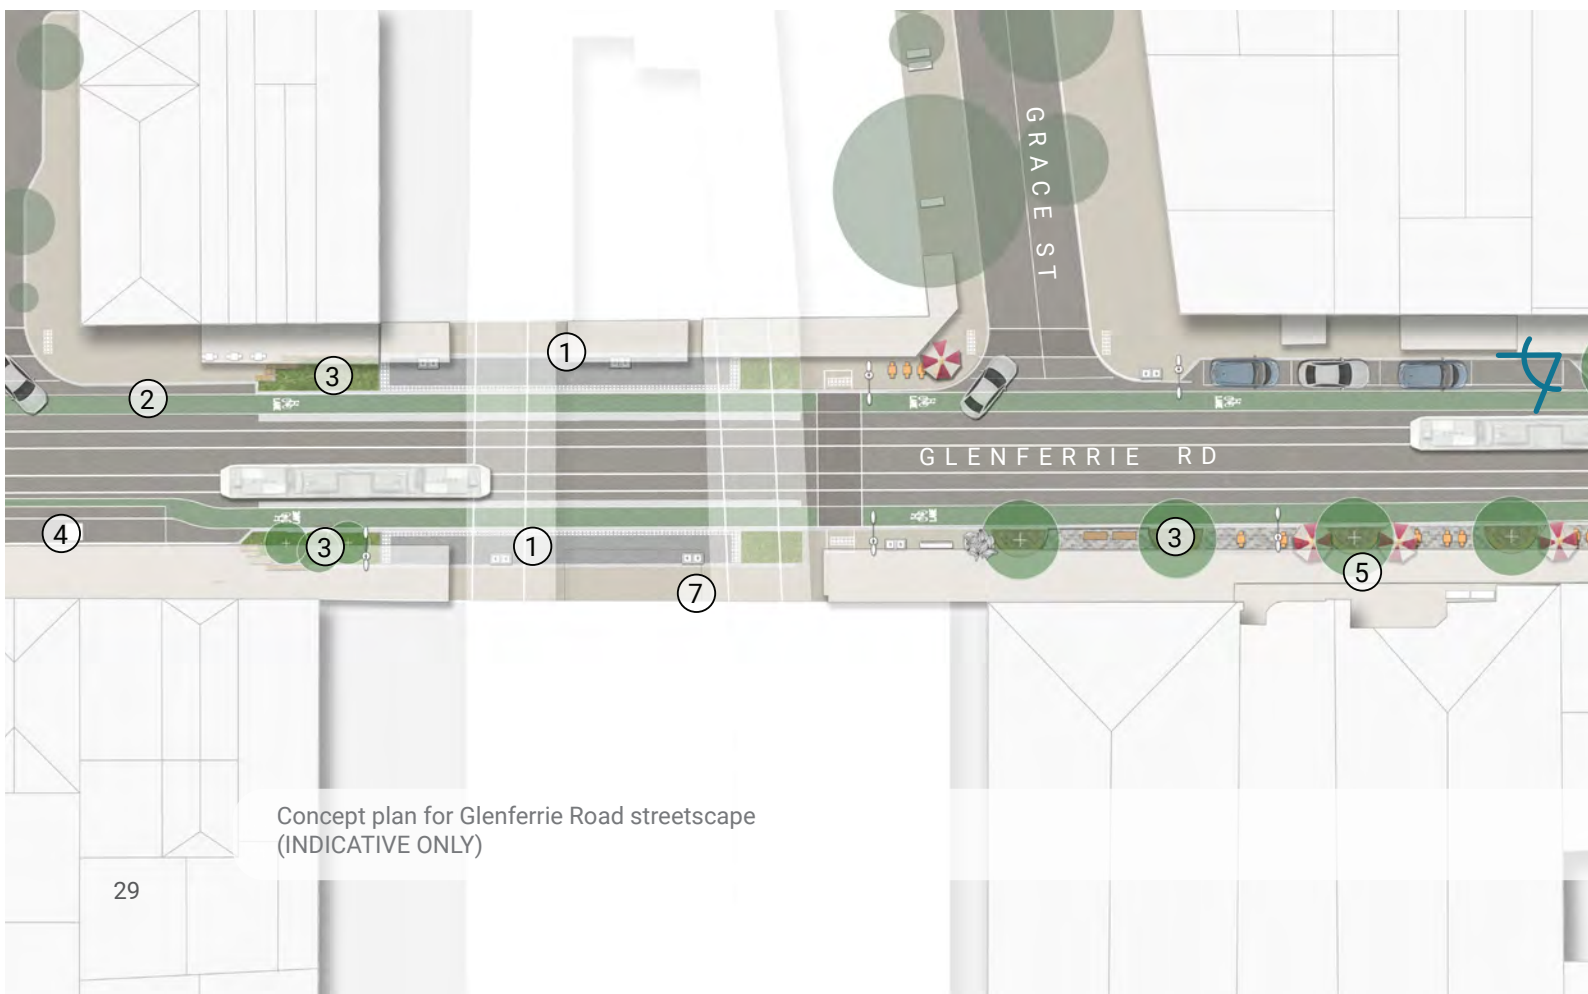 GRACE ST
1
3
2
GLENFERRIE RD
4
3
1
3
5
7
Concept plan for Glenferrie Road streetscape
(INDICATIVE ONLY)
29